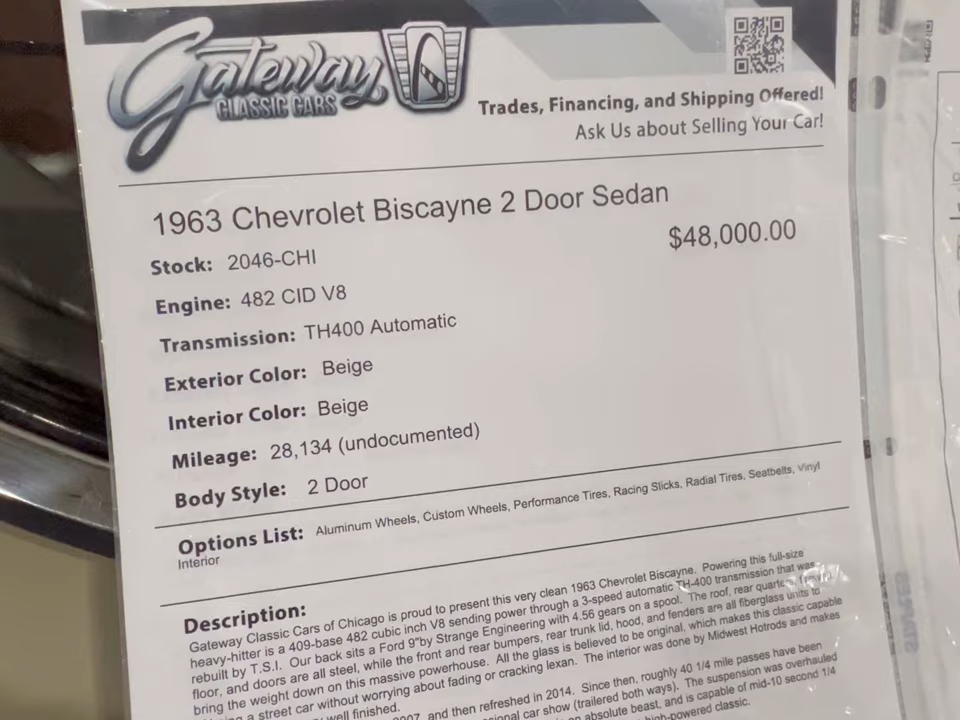 Gateway
CLASSIC CARS
Trades, Financing, and Shipping Offered!
Ask Us about Selling Your Car!
1963 Chevrolet Biscayne 2 Door Sedan
$48,000.00
Stock: 2046-CHI
Engine: 482 CID V8
Transmission: TH400 Automatic
Exterior Color: Beige
Interior Color: Beige
Mileage: 28,134 (undocumented)
Body Style: 2 Door
Options List: Aluminum Wheels, Custom Wheels, Performance Tires, Racing Slicks, Radial Tires, Seatbelts, Vinyl
Interior
Description:
Gateway Classic Cars of Chicago is proud to present this very clean 1963 Chevrolet Biscayne. Powering this full-size
heavy-hitter is a 409-base 482 cubic inch V8 sending power through a 3-speed automatic TH-400 transmission that was
rebuilt by T.S.I. Our back sits a Ford 9"by Strange Engineering with 4.56 gears on a spool. The roof, rear
floor, and doors are all steel, while the front and rear bumpers, rear trunk lid, hood, and fenders are all fiberglass units to
bring the weight down on this massive powerhouse. All the glass is believed to be original, which makes this classic capable
a street car without worrying about fading or cracking lexan. The interior was done by Midwest Hotrods and makes
well finished.
2007, and then refreshed in 2014. Since then, roughly 40 1/4 mile passes have been
car show (trailered both ways). The suspension was overhauled
absolute beast, and is capable of mid-10 second 1/4
high-powered classic.
STAPLES